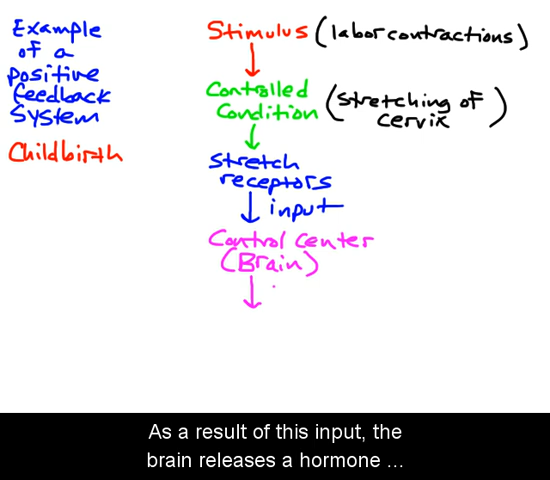 Example
of a
positive
feedback
system
Childbirth
Stimulus (labor contractions)
Controlled
Condition (stretching of
cervix)
stretch
receptors
input
Control center
(Brain)
As a result of this input, the
brain releases a hormone ...